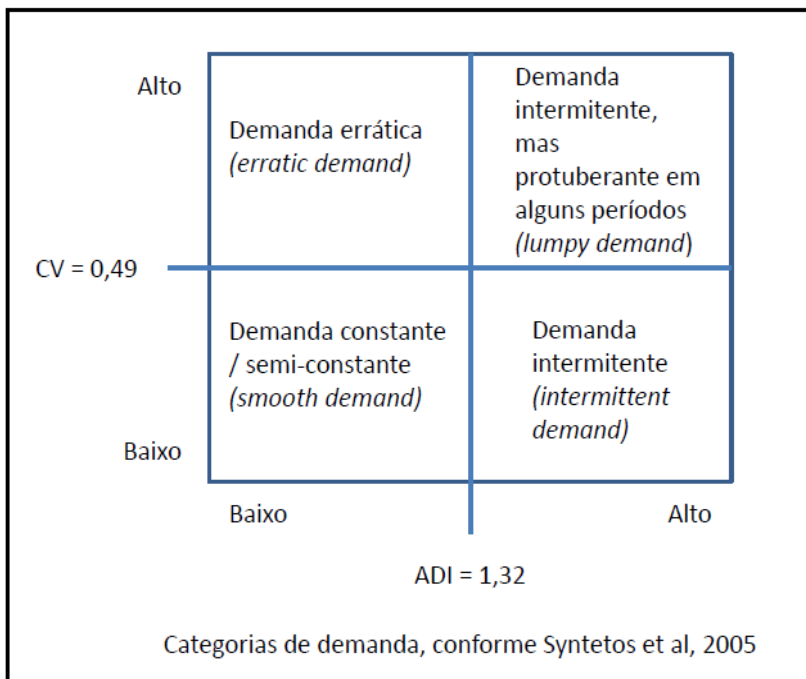 Alto
Demanda errática
(erratic demand)
Demanda
intermitente,
mas
protuberante em
alguns períodos
(lumpy demand)
CV = 0,49
Demanda constante
/ semi-constante
(smooth demand)
Demanda
intermitente
(intermittent
demand)
Baixo
Baixo
Alto
ADI = 1,32
Categorias de demanda, conforme Syntetos et al, 2005